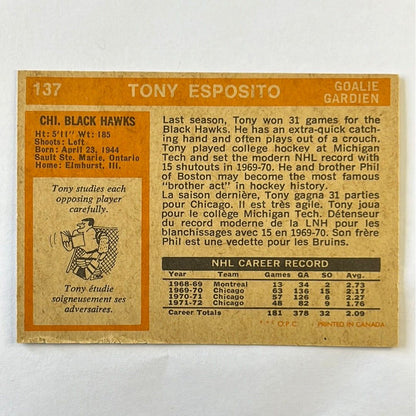 137 TONY ESPOSITO GOALIE
GARDIEN
CHI. BLACK HAWKS
Ht: 5'11" Wt: 185
Shoots: Left
Born: April 23, 1944
Sault Ste. Marie, Ontario
Home: Elmhurst, Ill.
Tony studies each
opposing player
carefully.
Tony étudie
soigneusement ses
adversaires.
Last season, Tony won 31 games for the
Black Hawks. He has an extra-quick catch-
ing hand and often plays out of a crouch.
Tony played college hockey at Michigan
Tech and set the modern NHL record with
15 shutouts in 1969-70. He and brother Phil
of Boston may become the most famous
"brother act" in hockey history.
La saison dernière, Tony gagna 31 parties
pour Chicago. Il est très agile. Tony joua
pour le collège Michigan Tech. Détenseur
du record moderne de la LNH pour les
blanchissages avec 15 en 1969-70. Son frère
Phil est une vedette pour les Bruins.
NHL CAREER RECORD
Year Team Games GA SO Avg.
1968-69 Montreal 13 34 2 2.73
1969-70 Chicago 63 136 15 2.17
1970-71 Chicago 57 126 6 2.27
1971-72 Chicago 48 82 9 1.76
Career Totals 181 378 32 2.09
*** O.P.C. PRINTED IN CANADA